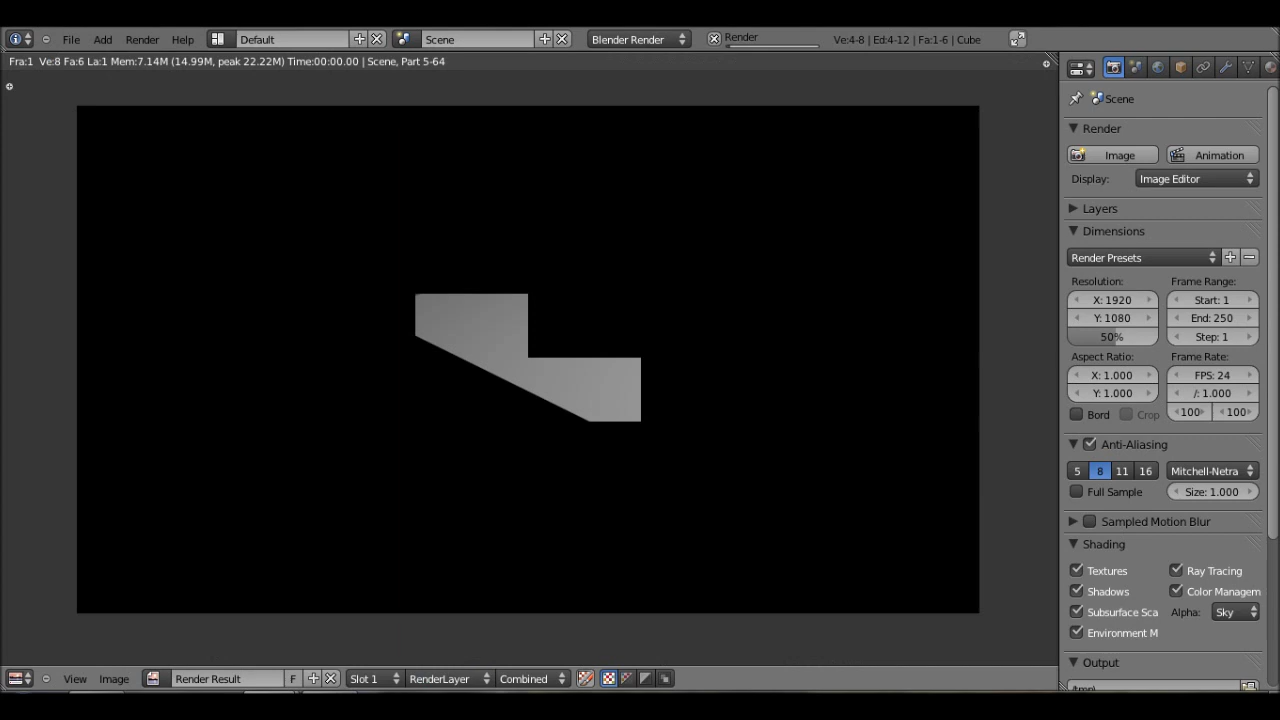 File Add Render Help Default Scene Blender Render Render Ve:4-8 | Ed:4-12 | Fa:1-6 | Cube
Fra:1 Ve:8 Fa:6 La:1 Mem:7.14M (14.99M, peak 22.22M) Time:00:00.00 | Scene, Part 5-64
Scene
Render
Image Animation
Display: Image Editor
Layers
Dimensions
Render Presets
Resolution: Frame Range:
X: 1920 Start: 1
Y: 1080 End: 250
50% Step: 1
Aspect Ratio: Frame Rate:
X: 1.000 FPS: 24
Y: 1.000 /: 1.000
Bord Crop 100 100
Anti-Aliasing
5 8 11 16 Mitchell-Netra
Full Sample Size: 1.000
Sampled Motion Blur
Shading
Textures Ray Tracing
Shadows Color Managem
Subsurface Sca Alpha: Sky
Environment M
Output
/tmp\
View Image Render Result F Slot 1 RenderLayer Combined